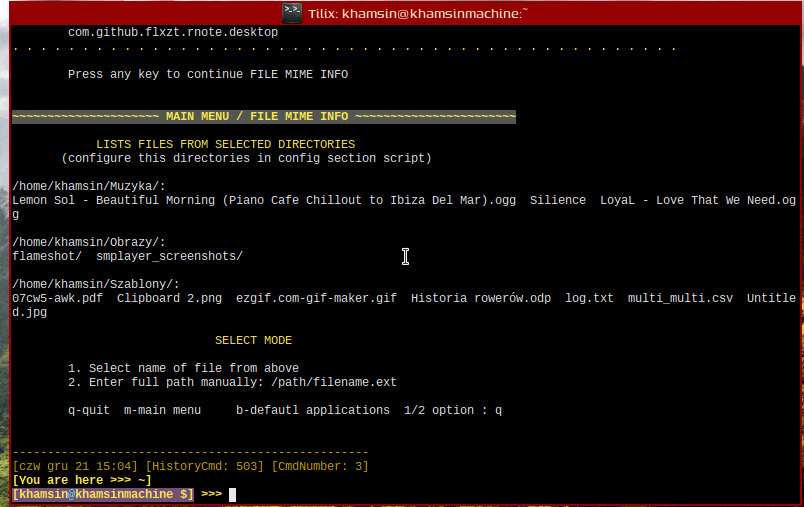 Tilix: khamsin@khamsinmachine:~
com.github.flxzt.rnote.desktop
. . . . . . . . . . . . . . . . . . . . . . . . . . . . . . . . . . . . . . . . . . . . . . . .
Press any key to continue FILE MIME INFO
~~~~~~~~~~~~~~~~~~~~~ MAIN MENU / FILE MIME INFO ~~~~~~~~~~~~~~~~~~~~~~~
LISTS FILES FROM SELECTED DIRECTORIES
(configure this directories in config section script)
/home/khamsin/Muzyka/:
Lemon Sol - Beautiful Morning (Piano Cafe Chillout to Ibiza Del Mar).ogg  Silience  LoyaL - Love That We Need.og
g
/home/khamsin/Obrazy/:
flameshot/  smplayer_screenshots/
/home/khamsin/Szablony/:
07cw5-awk.pdf  Clipboard 2.png  ezgif.com-gif-maker.gif  Historia rowerów.odp  log.txt  multi_multi.csv  Untitle
d.jpg
SELECT MODE
1. Select name of file from above
2. Enter full path manually: /path/filename.ext
q-quit  m-main menu     b-defautl applications  1/2 option : q
---------------------------------------------------
[czw gru 21 15:04] [HistoryCmd: 503] [CmdNumber: 3]
[You are here >>> ~]
[khamsin@khamsinmachine $] >>>